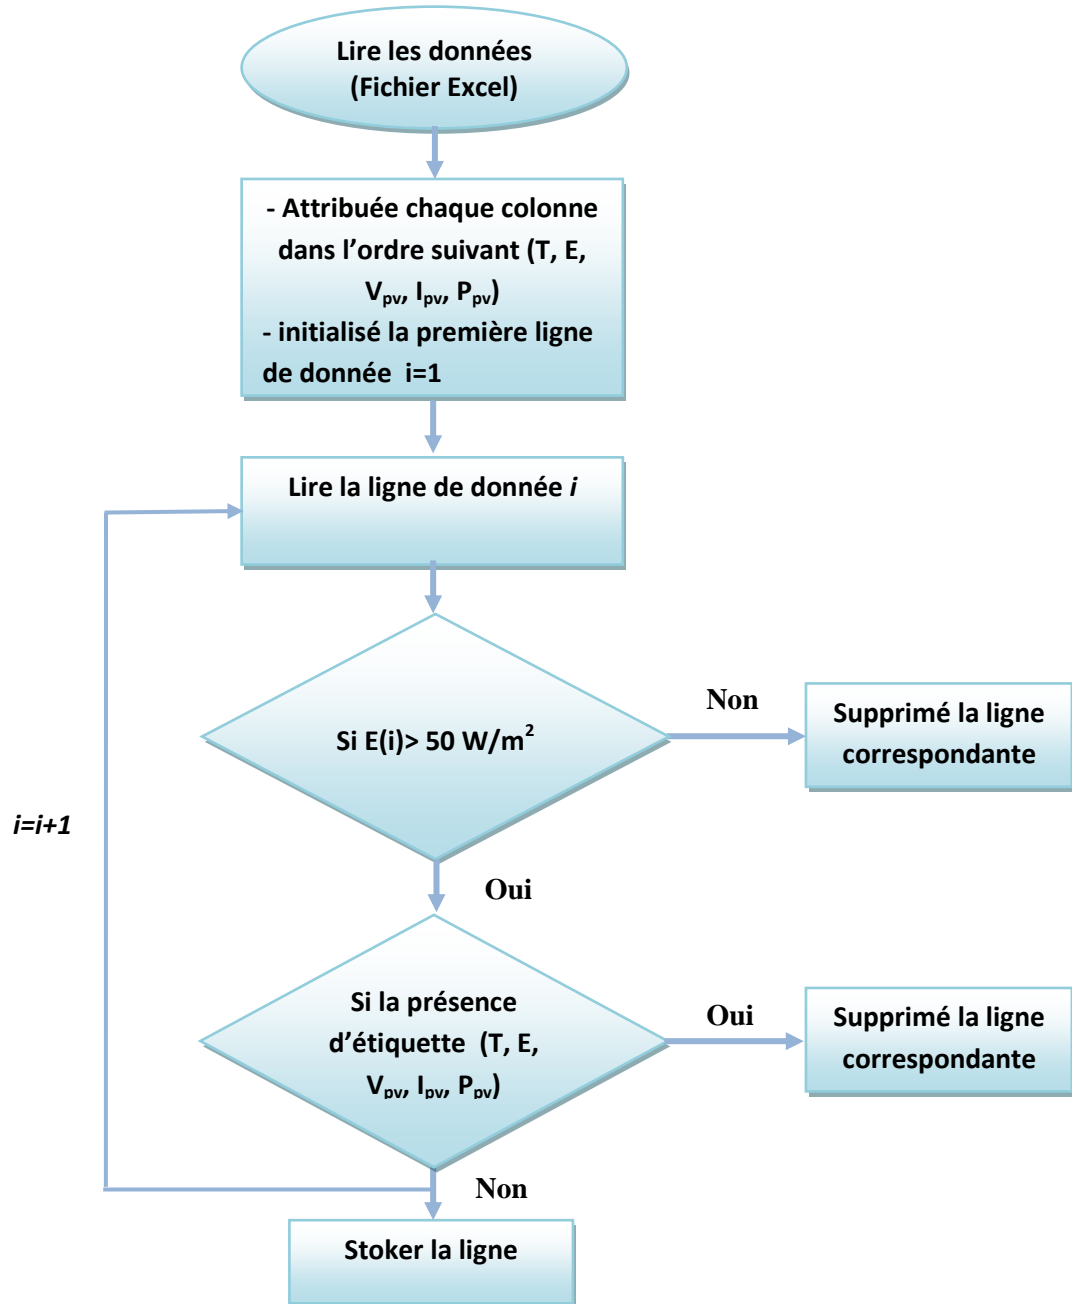 Lire les données
(Fichier Excel)
- Attribuée chaque colonne
dans l’ordre suivant (T, E,
Vpv, Ipv, Ppv)
- initialisé la première ligne
de donnée i=1
Lire la ligne de donnée i
Si E(i)> 50 W/m²
Non
Supprimé la ligne
correspondante
i=i+1
Oui
Si la présence
d’étiquette (T, E,
Vpv, Ipv, Ppv)
Oui
Supprimé la ligne
correspondante
Non
Stoker la ligne